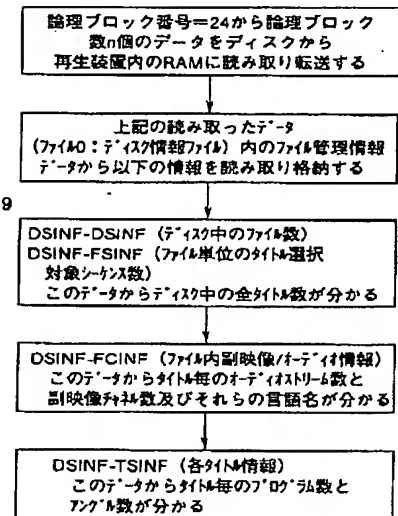 論理ブロック番号＝24から論理ブロック
数n個のデータをディスクから
再生装置内のRAMに読み取り転送する
上記の読み取ったデータ
(ファイル0：ディスク情報ファイル) 内のファイル管理情報
データから以下の情報を読み取り格納する
9
DSINF-DSINF (ディスク中のファイル数)
DSINF-FSINF (ファイル単位のタイトル選択
対象シーケンス数)
このデータからディスク中の全タイトル数が分かる
DSINF-FCINF (ファイル内副映像/オーディオ情報)
このデータからタイトル毎のオーディオストリーム数と
副映像チャネル数及びそれらの言語名が分かる
DSINF-TSINF (各タイトル情報)
このデータからタイトル毎のプログラム数と
アングル数が分かる